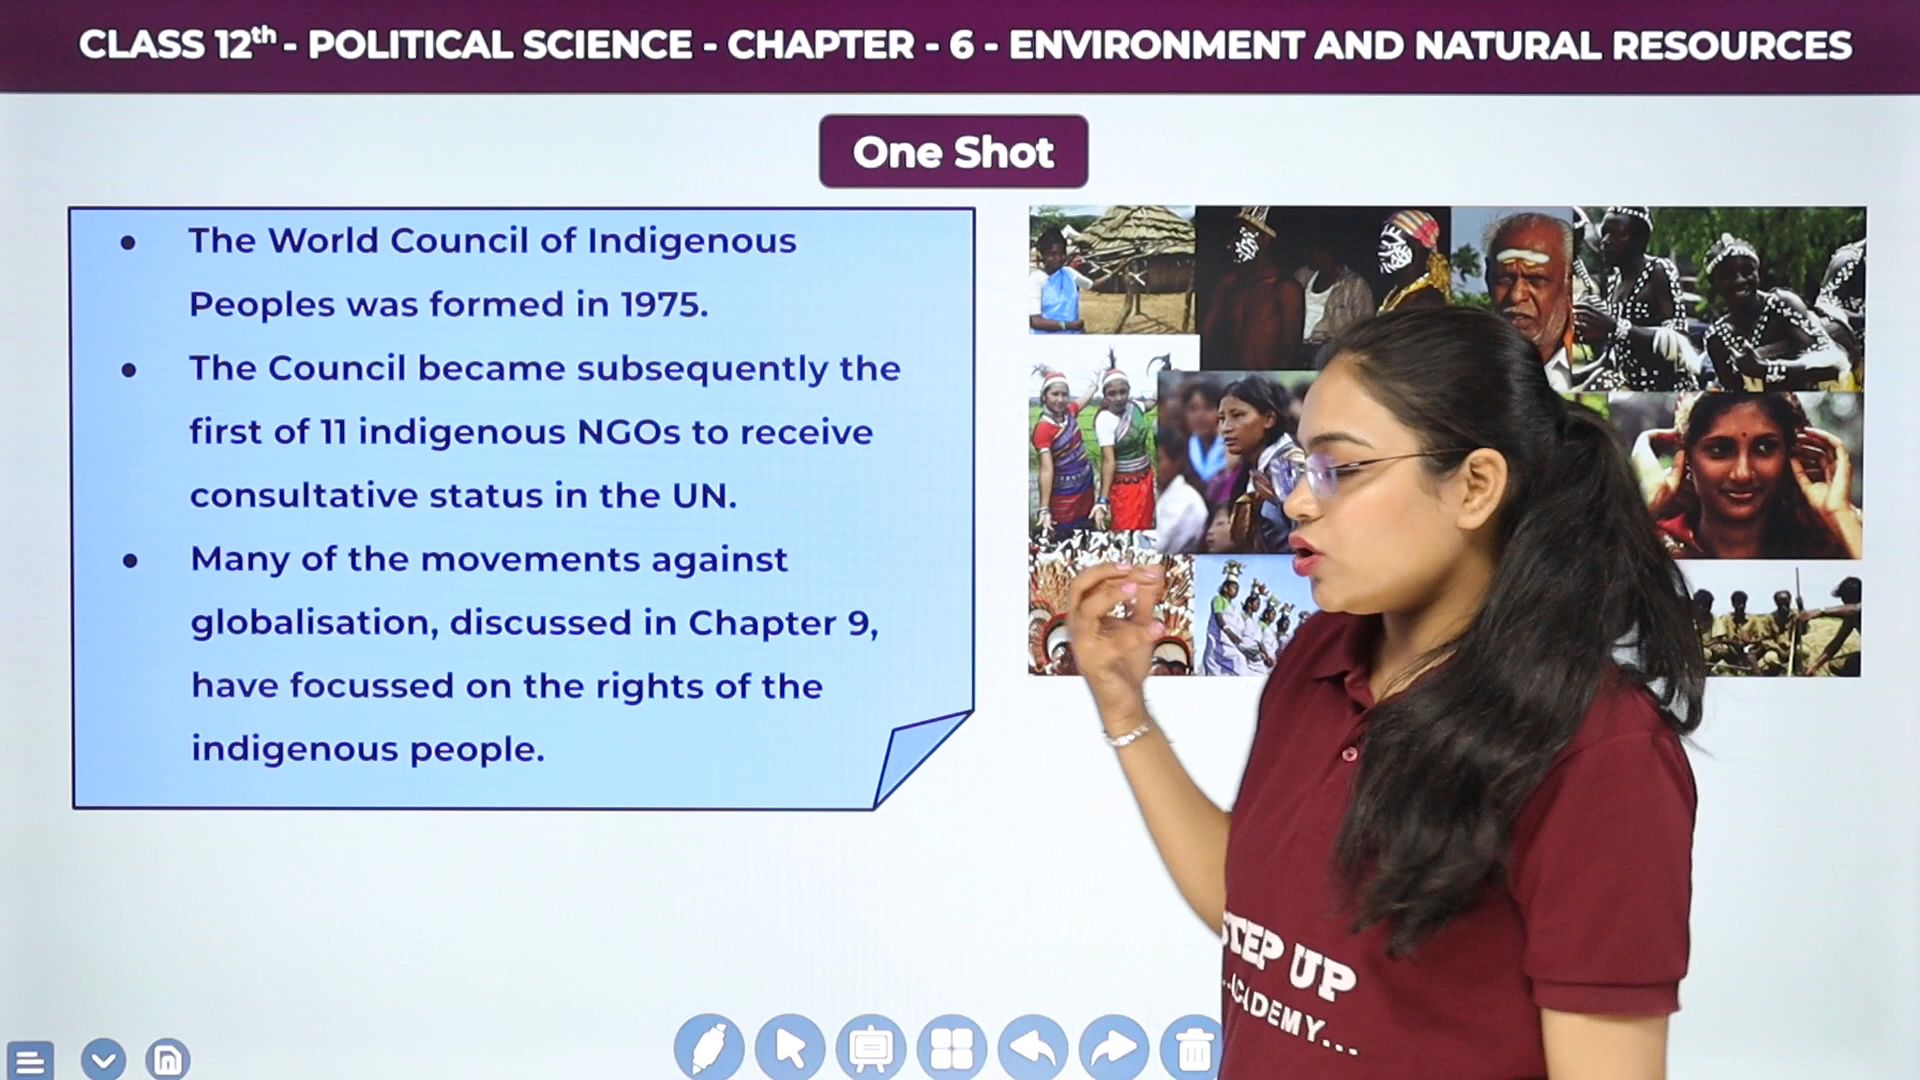 CLASS 12th - POLITICAL SCIENCE - CHAPTER - 6 - ENVIRONMENT AND NATURAL RESOURCES
One Shot
● The World Council of Indigenous
Peoples was formed in 1975.
● The Council became subsequently the
first of 11 indigenous NGOs to receive
consultative status in the UN.
● Many of the movements against
globalisation, discussed in Chapter 9,
have focussed on the rights of the
indigenous people.
STEP UP
ACADEMY...